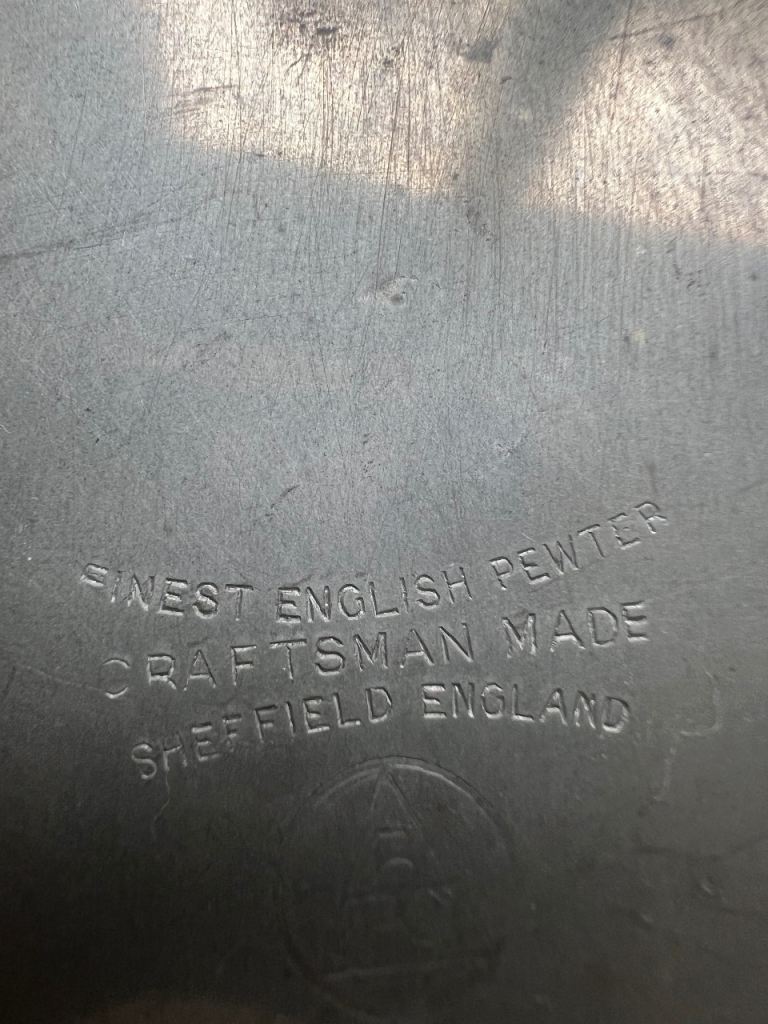 FINEST ENGLISH PEWTER
CRAFTSMAN MADE
SHEFFIELD ENGLAND